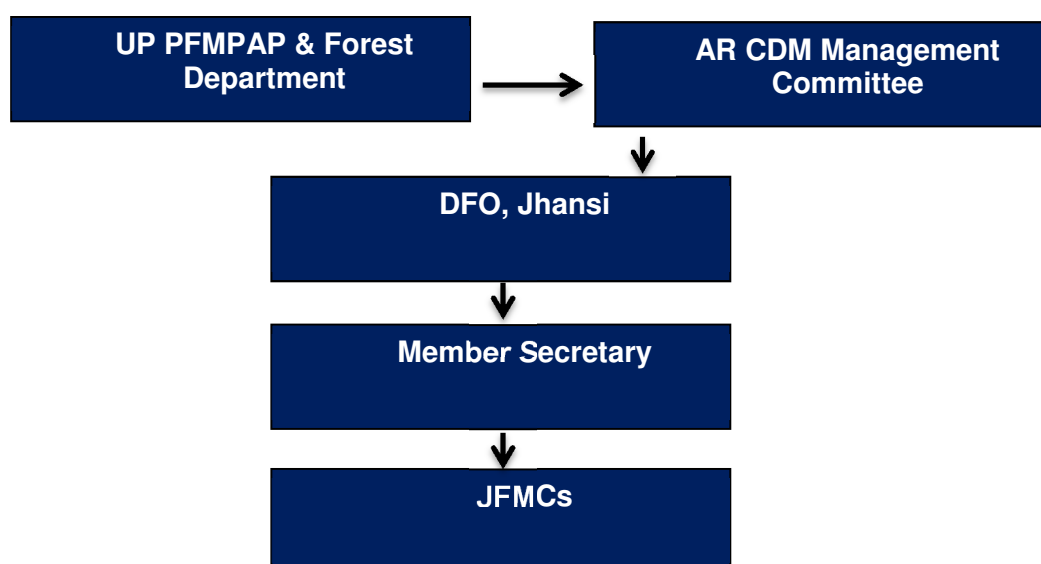 UP PFMPAP & Forest
Department
AR CDM Management
Committee
DFO, Jhansi
Member Secretary
JFMCs